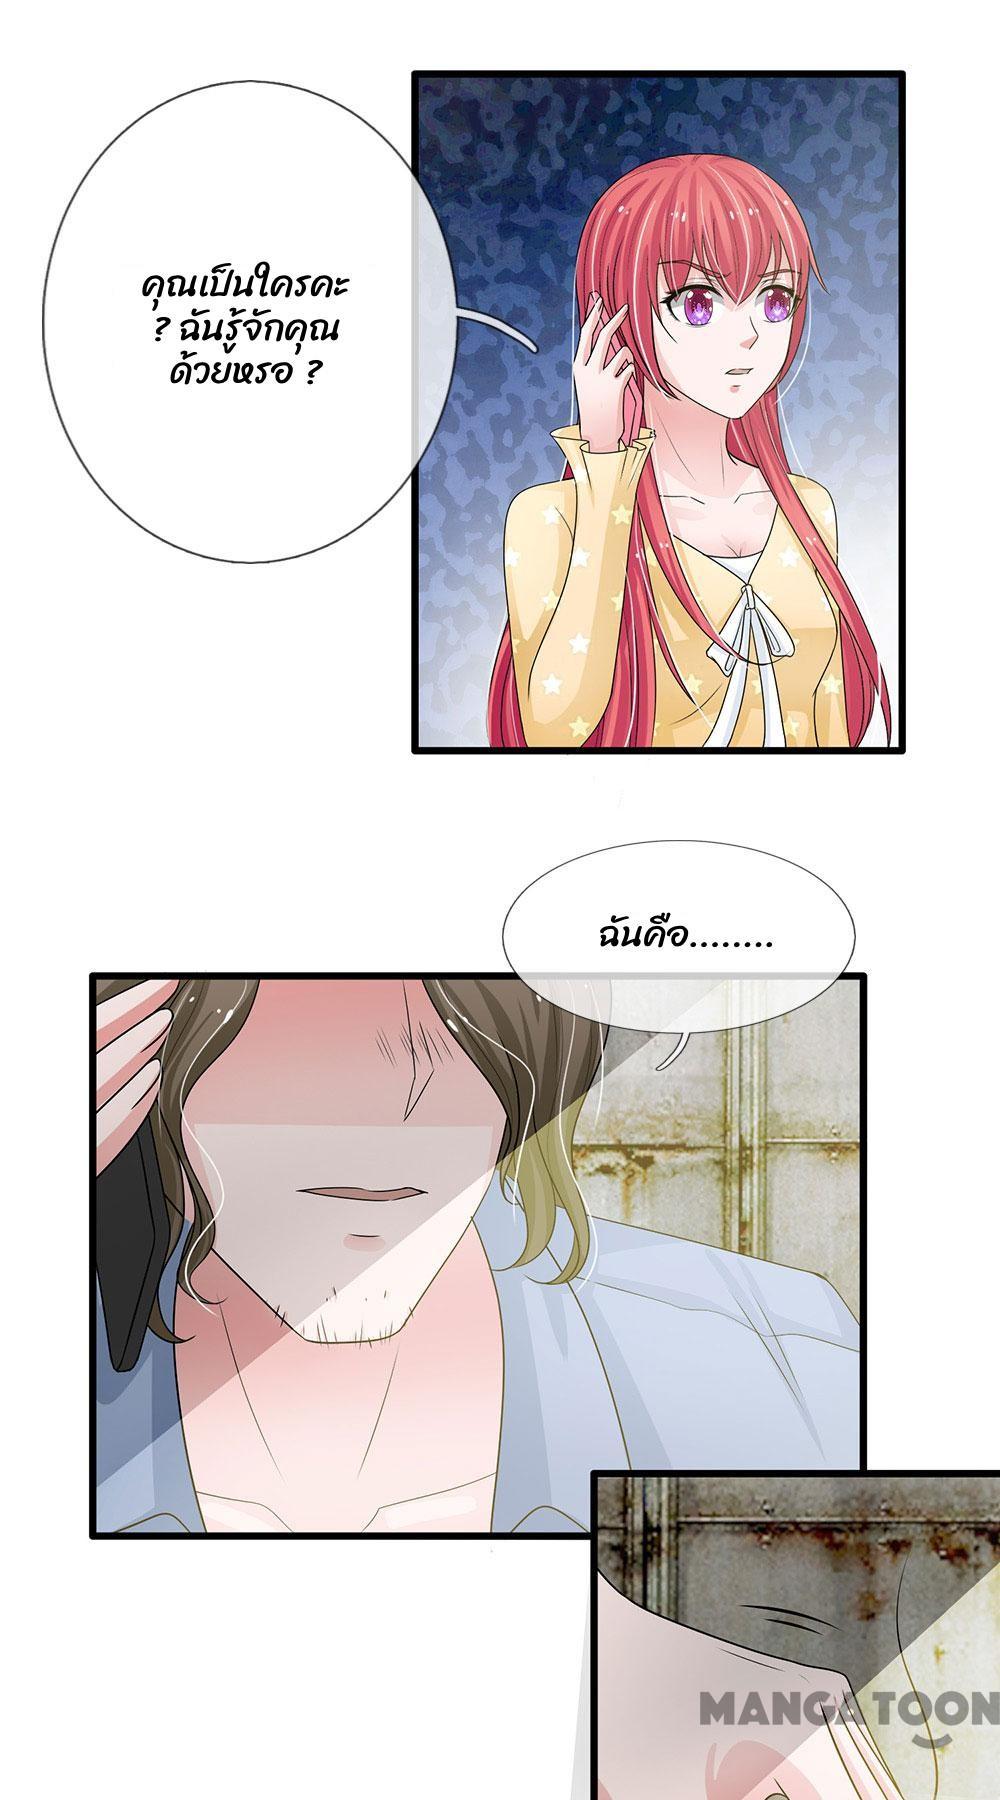 คุณเป็นใครคะ
? ฉันรู้จักคุณ
ด้วยหรอ ?
ฉันคือ........
MANGATOON